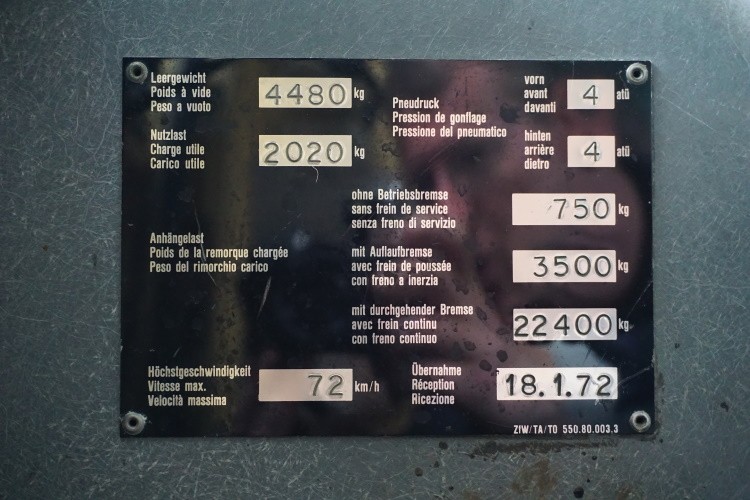 Leergewicht
Poids à vide
Peso a vuoto
4480 kg
Nutzlast
Charge utile
Carico utile
2020 kg
Pneudruck
Pression de gonflage
Pressione del pneumatico
vorn
avant
davanti
4 atü
hinten
arrière
dietro
4 atü
Anhängelast
Poids de la remorque chargée
Peso del rimorchio carico
ohne Betriebsbremse
sans frein de service
senza freno di servizio
750 kg
mit Auflaufbremse
avec frein de poussée
con freno a inerzia
3500 kg
mit durchgehender Bremse
avec frein continu
con freno continuo
22400 kg
Höchstgeschwindigkeit
Vitesse max.
Velocità massima
72 km/h
Übernahme
Réception
Ricezione
18.1.72
ZIW/TA/TO 550.80.003.3